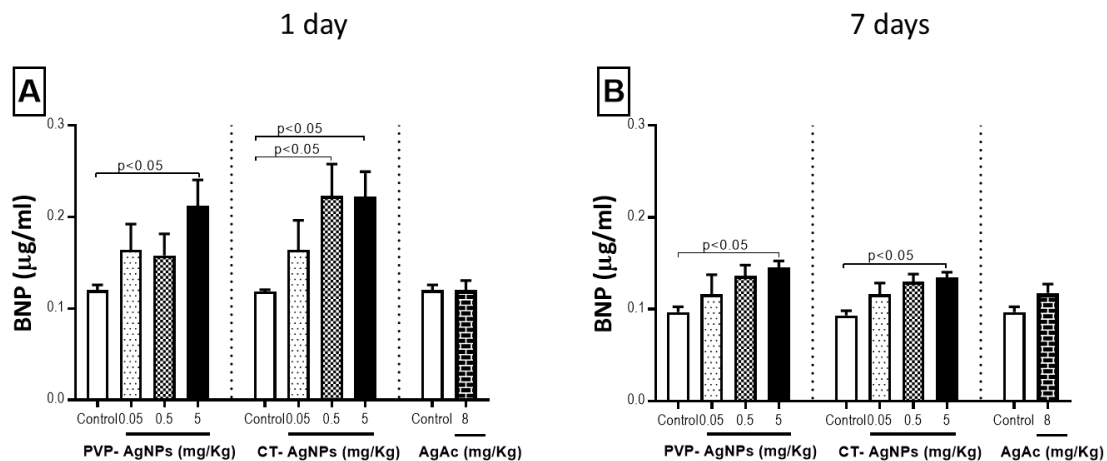 1 day
7 days
A
B
0.3
0.2
0.1
0.0
BNP (µg/ml)
p<0.05
p<0.05
p<0.05
Control 0.05 0.5 5 Control 0.05 0.5 5 Control 8
PVP- AgNPs (mg/Kg) CT- AgNPs (mg/Kg) AgAc (mg/Kg)
0.3
0.2
0.1
0.0
BNP (µg/ml)
p<0.05
p<0.05
Control 0.05 0.5 5 Control 0.05 0.5 5 Control 8
PVP- AgNPs (mg/Kg) CT- AgNPs (mg/Kg) AgAc (mg/Kg)